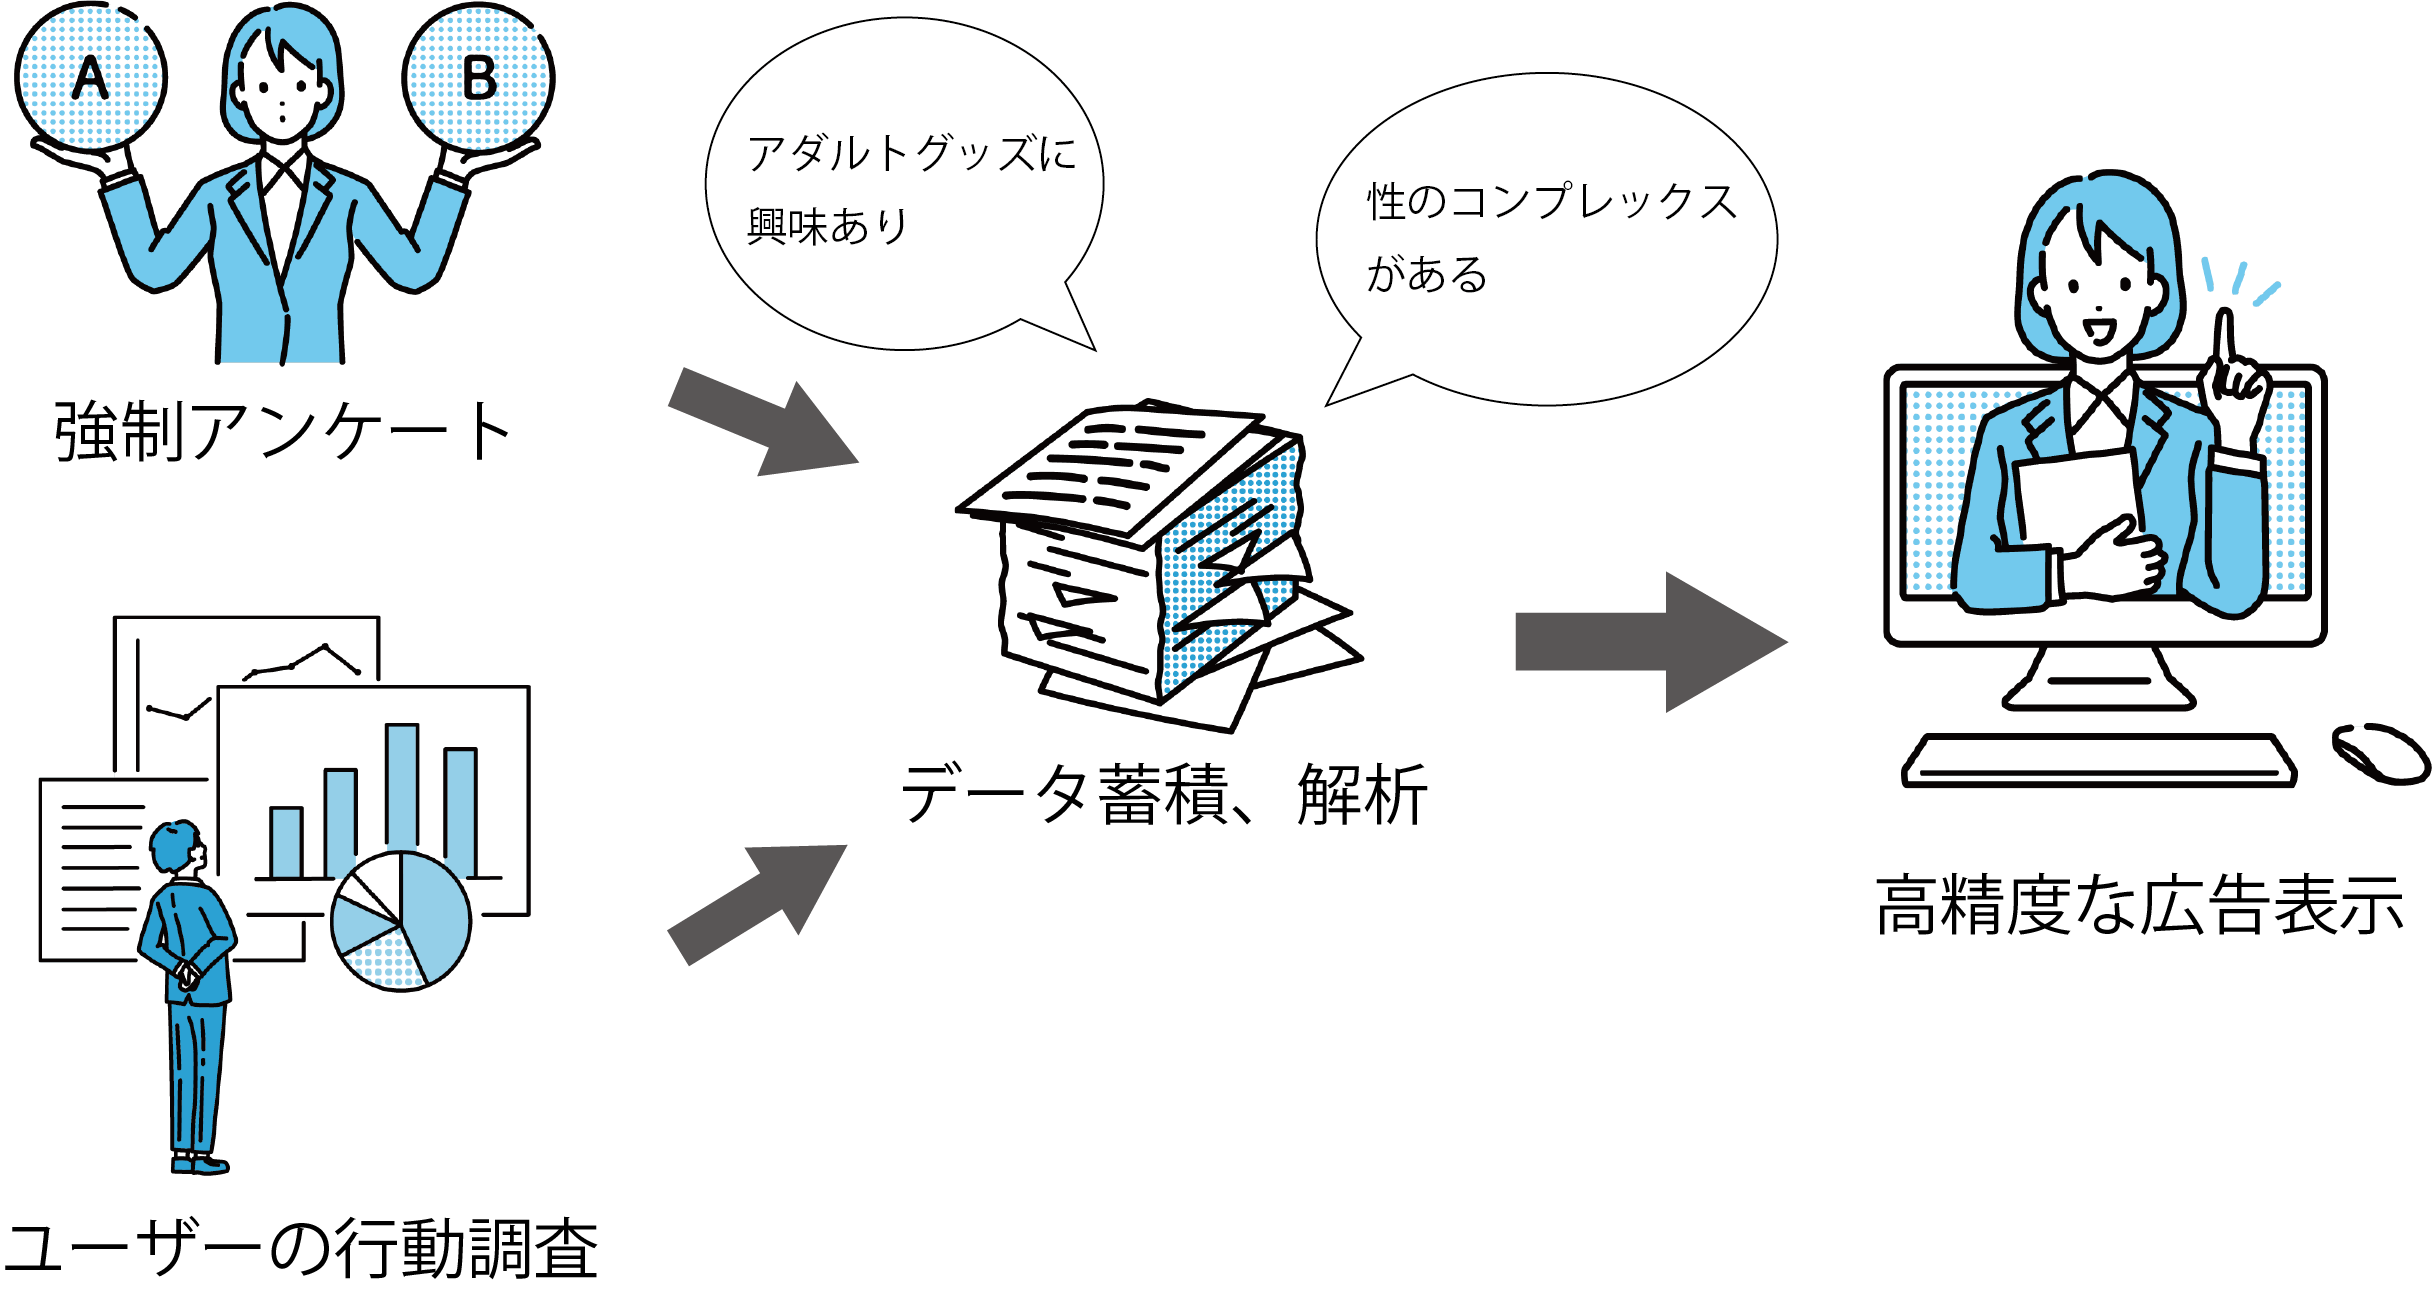 A
B
強制アンケート
アダルトグッズに
興味あり
性のコンプレックス
がある
データ蓄積、解析
高精度な広告表示
ユーザーの行動調査